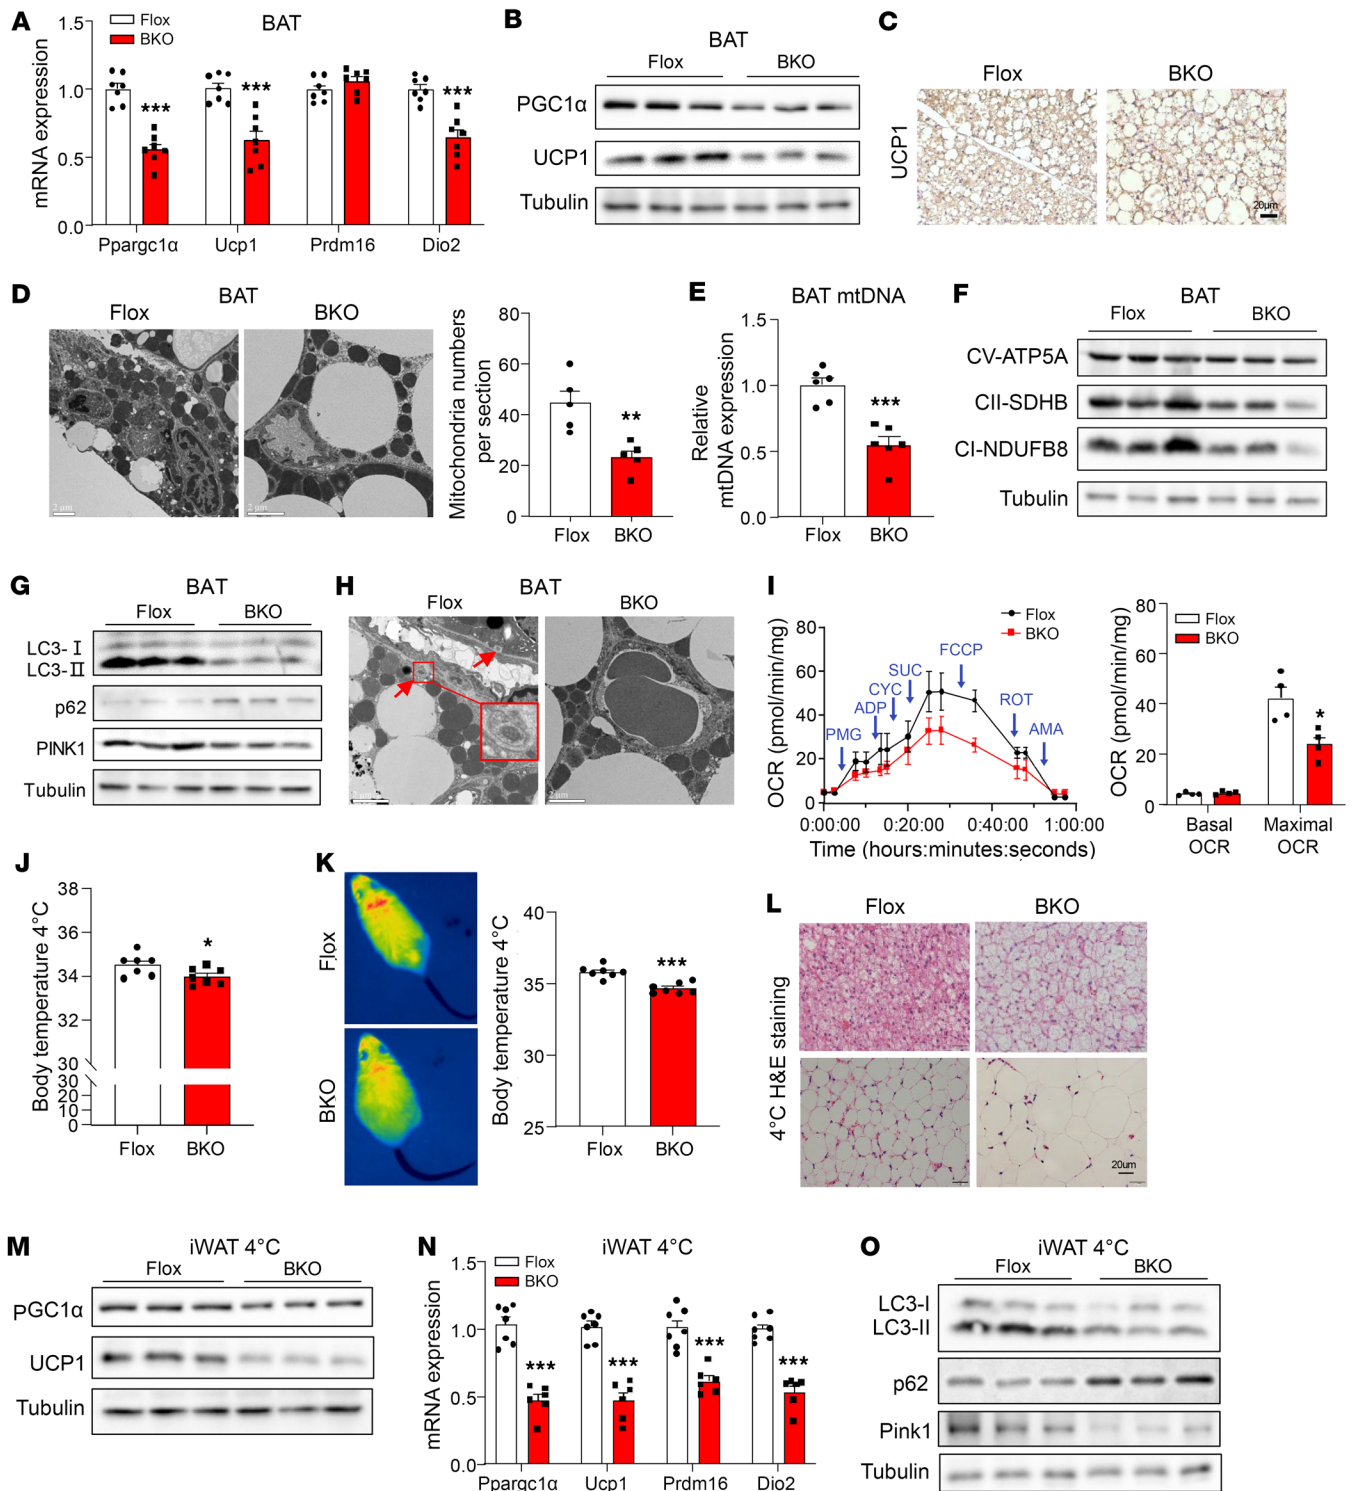 A
BAT
Flox
BKO
mRNA expression
1.5
1.0
0.5
0.0
***
***
***
Ppargc1α
Ucp1
Prdm16
Dio2
B
BAT
Flox
BKO
PGC1α
UCP1
Tubulin
C
Flox
BKO
UCP1
20μm
D
BAT
Flox
BKO
2 μm
2 μm
Mitochondria numbers
per section
80
60
40
20
0
**
Flox
BKO
E
BAT mtDNA
Relative
mtDNA expression
1.5
1.0
0.5
0.0
***
Flox
BKO
F
BAT
Flox
BKO
CV-ATP5A
CII-SDHB
CI-NDUFB8
Tubulin
G
BAT
Flox
BKO
LC3-Ⅰ
LC3-Ⅱ
p62
PINK1
Tubulin
H
BAT
Flox
BKO
2 μm
2 μm
I
Flox
BKO
OCR (pmol/min/mg)
80
60
40
20
0
PMG
ADP
CYC
SUC
FCCP
ROT
AMA
0:00:00
0:20:00
0:40:00
1:00:00
Time (hours:minutes:seconds)
Flox
BKO
OCR (pmol/min/mg)
80
60
40
20
0
*
Basal
OCR
Maximal
OCR
J
Body temperature 4°C
38
36
34
32
30
30
20
10
0
*
Flox
BKO
K
Flox
BKO
Body temperature 4°C
40
35
30
25
***
Flox
BKO
L
Flox
BKO
4°C H&E staining
20um
M
iWAT 4°C
Flox
BKO
PGC1α
UCP1
Tubulin
N
iWAT 4°C
Flox
BKO
mRNA expression
1.5
1.0
0.5
0.0
***
***
***
***
Ppargc1α
Ucp1
Prdm16
Dio2
O
iWAT 4°C
Flox
BKO
LC3-I
LC3-II
p62
Pink1
Tubulin